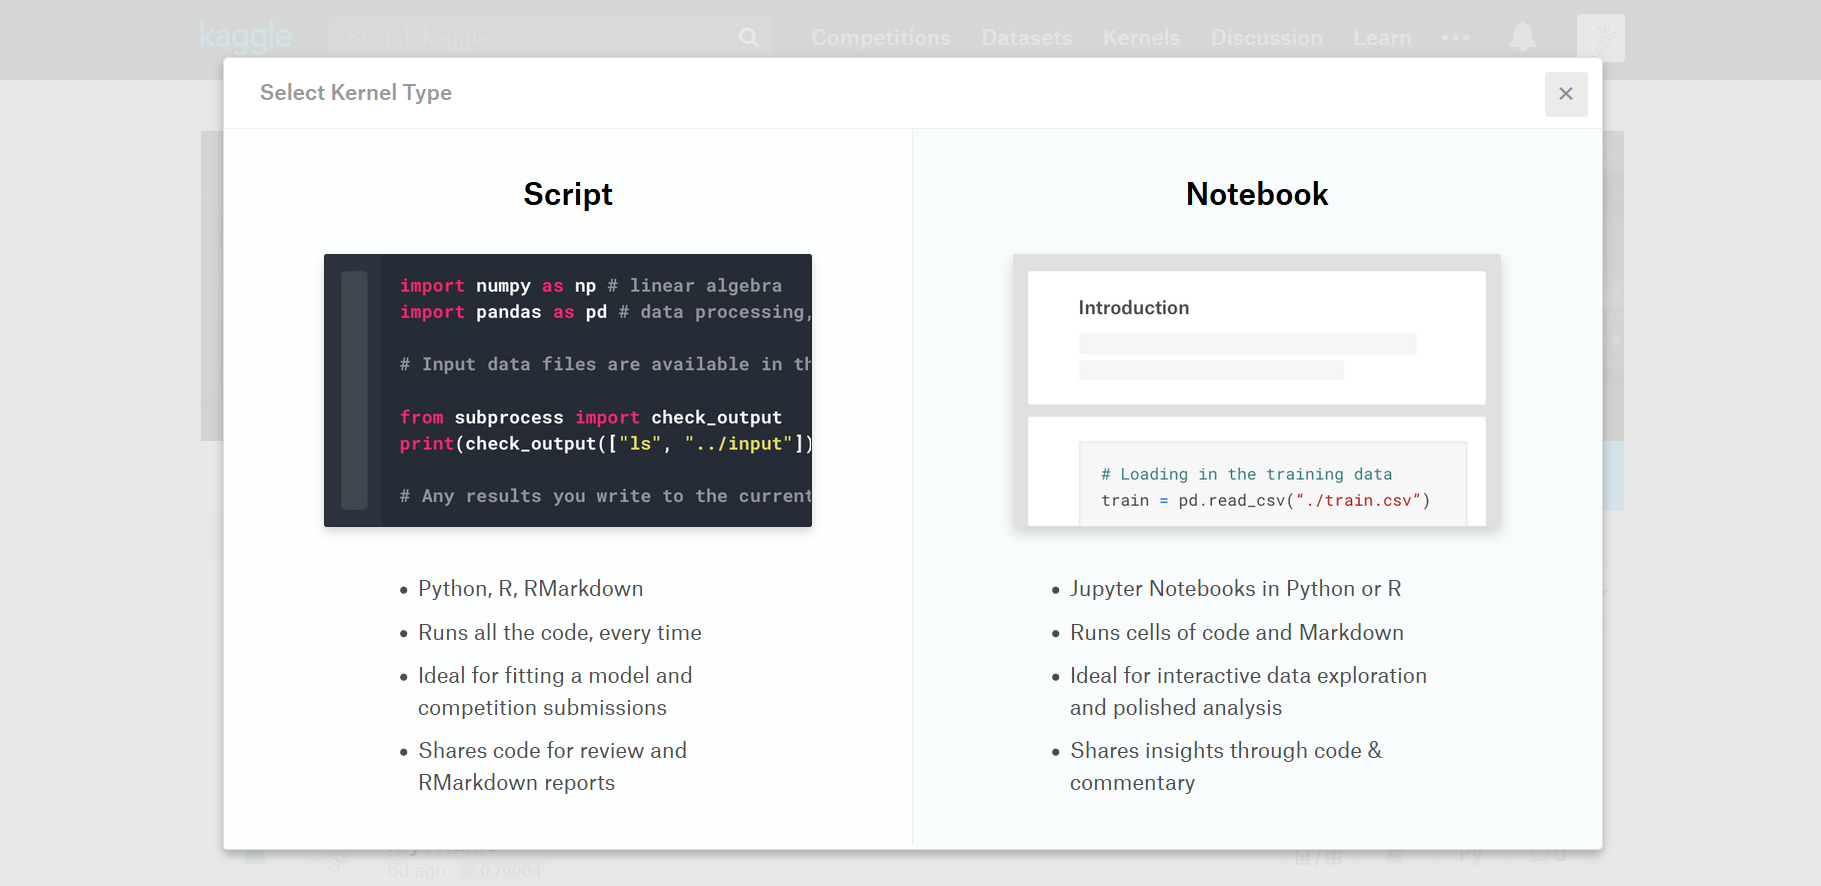 kaggle
Search kaggle
Competitions Datasets Kernels Discussion Learn
Select Kernel Type
Script
import numpy as np # linear algebra
import pandas as pd # data processing,
# Input data files are available in th
from subprocess import check_output
print(check_output(["ls", "../input"])
# Any results you write to the current
Python, R, RMarkdown
Runs all the code, every time
Ideal for fitting a model and
competition submissions
Shares code for review and
RMarkdown reports
Notebook
Introduction
# Loading in the training data
train = pd.read_csv(“./train.csv”)
Jupyter Notebooks in Python or R
Runs cells of code and Markdown
Ideal for interactive data exploration
and polished analysis
Shares insights through code &
commentary
6d ago 0.79904
Py 0